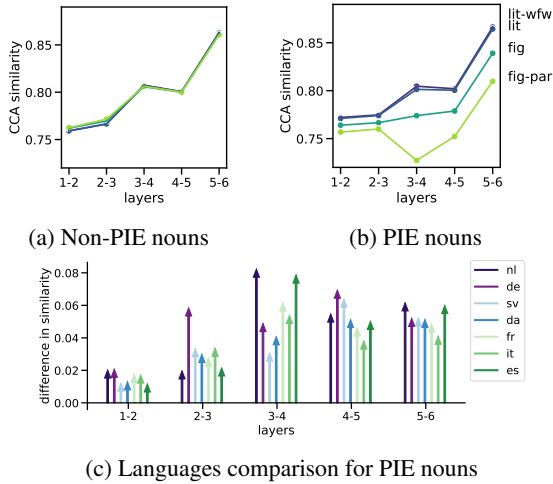 CCA similarity
0.85
0.80
0.75
1-2 2-3 3-4 4-5 5-6
layers
(a) Non-PIE nouns
CCA similarity
0.85
0.80
0.75
1-2 2-3 3-4 4-5 5-6
layers
lit-wfw
lit
fig
fig-par
(b) PIE nouns
difference in similarity
0.08
0.06
0.04
0.02
0.00
1-2 2-3 3-4 4-5 5-6
layers
nl
de
sv
da
fr
it
es
(c) Languages comparison for PIE nouns